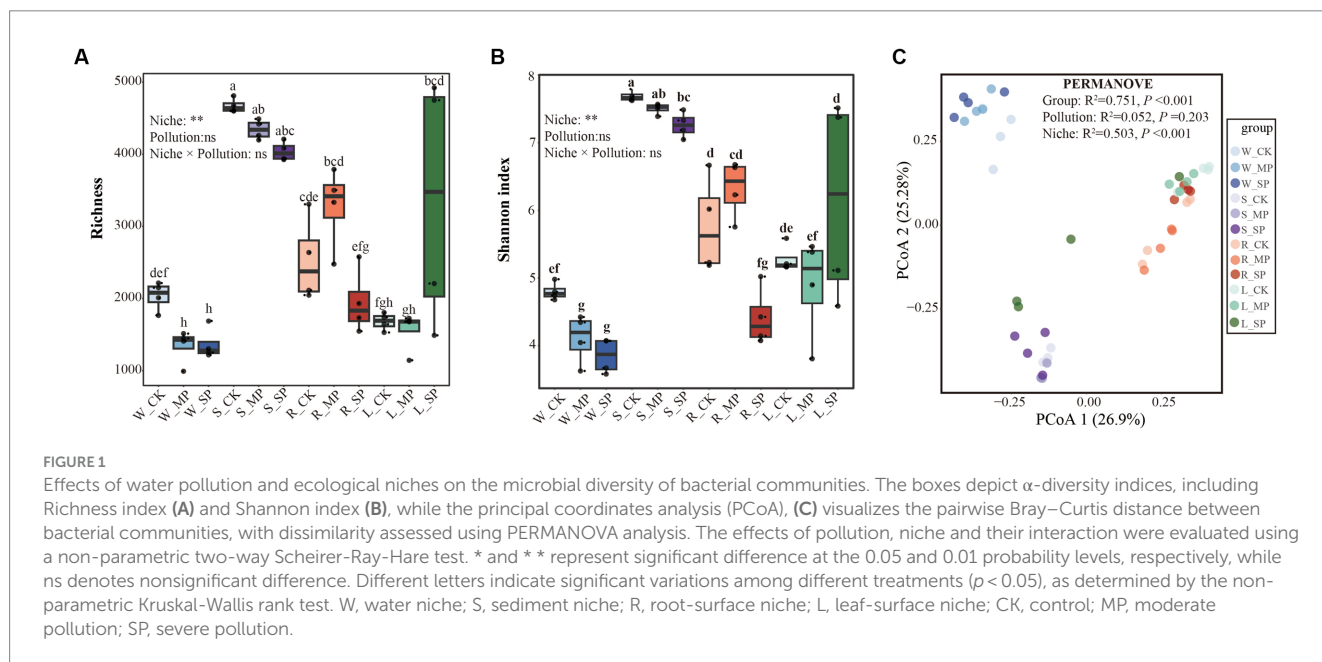 A
Richness
5000
4000
3000
2000
1000
Niche: **
Pollution:ns
Niche × Pollution: ns
def
h
h
a
ab
abc
cde
bcd
efg
fgh
gh
bcd
W_CK
W_MP
W_SP
S_CK
S_MP
S_SP
R_CK
R_MP
R_SP
L_CK
L_MP
L_SP
B
Shannon index
8
7
6
5
4
Niche: **
Pollution:ns
Niche × Pollution: ns
ef
g
g
a
ab
bc
d
cd
fg
de
ef
d
W_CK
W_MP
W_SP
S_CK
S_MP
S_SP
R_CK
R_MP
R_SP
L_CK
L_MP
L_SP
C
PERMANOVE
Group: R²=0.751, P <0.001
Pollution: R²=0.052, P =0.203
Niche: R²=0.503, P <0.001
PCoA 2 (25.28%)
0.25
0.00
−0.25
−0.25
0.00
0.25
PCoA 1 (26.9%)
group
W_CK
W_MP
W_SP
S_CK
S_MP
S_SP
R_CK
R_MP
R_SP
L_CK
L_MP
L_SP
FIGURE 1
Effects of water pollution and ecological niches on the microbial diversity of bacterial communities. The boxes depict α-diversity indices, including
Richness index (A) and Shannon index (B), while the principal coordinates analysis (PCoA), (C) visualizes the pairwise Bray–Curtis distance between
bacterial communities, with dissimilarity assessed using PERMANOVA analysis. The effects of pollution, niche and their interaction were evaluated using
a non-parametric two-way Scheirer-Ray-Hare test. * and * * represent significant difference at the 0.05 and 0.01 probability levels, respectively, while
ns denotes nonsignificant difference. Different letters indicate significant variations among different treatments (p < 0.05), as determined by the non-
parametric Kruskal-Wallis rank test. W, water niche; S, sediment niche; R, root-surface niche; L, leaf-surface niche; CK, control; MP, moderate
pollution; SP, severe pollution.